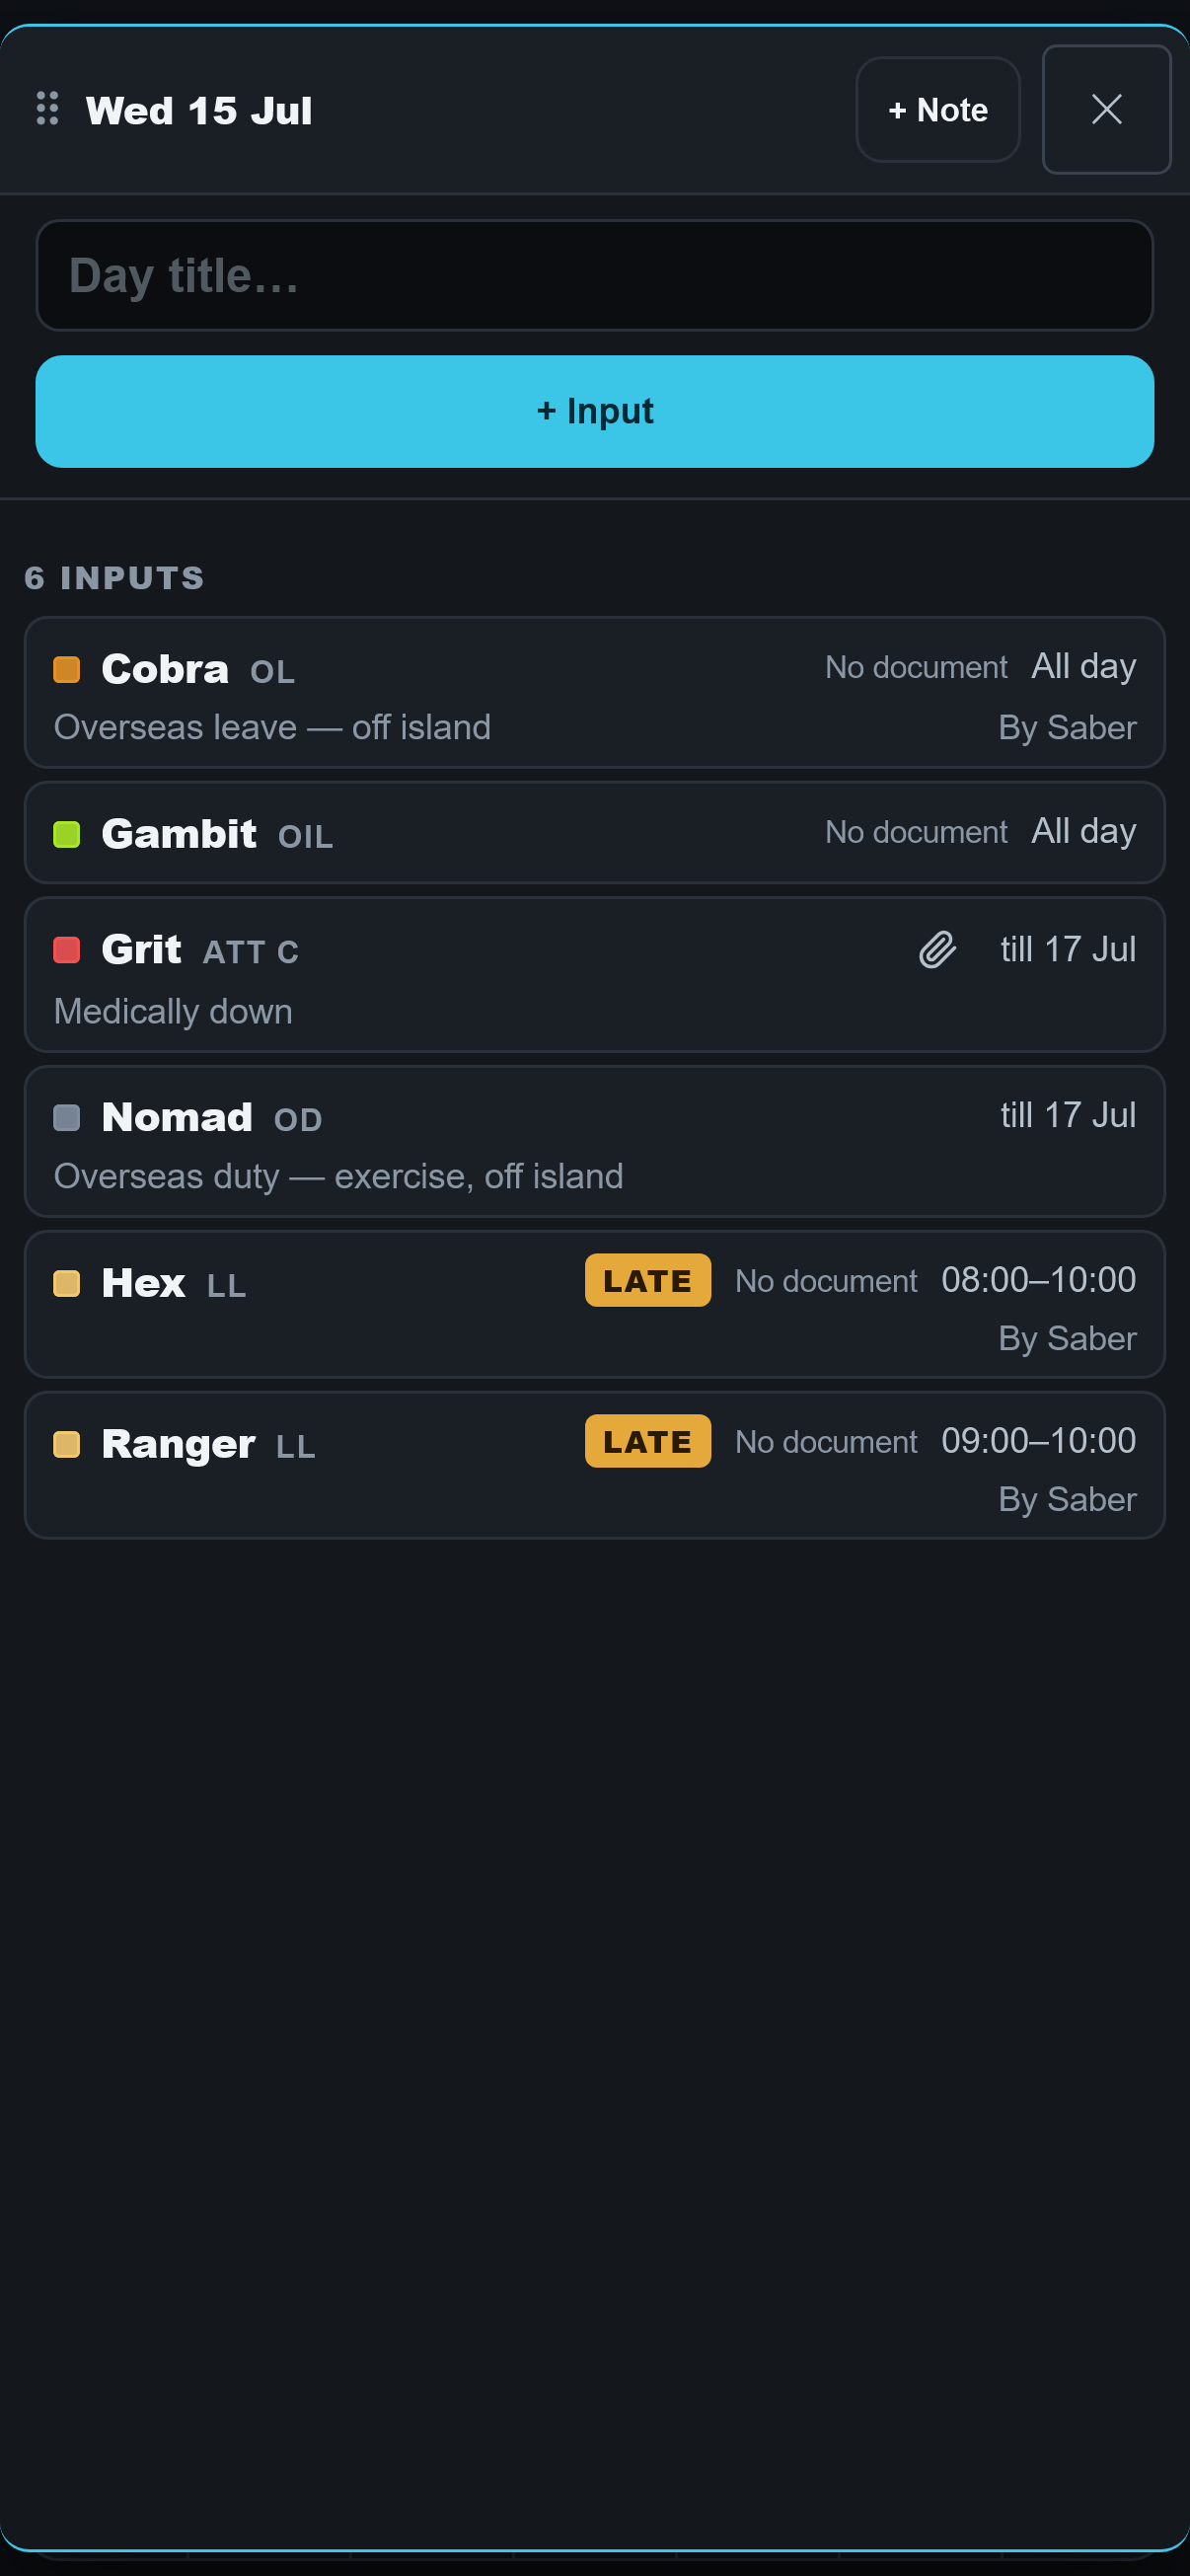 Wed 15 Jul
+ Note
Day title…
+ Input
6 INPUTS
Cobra OL No document All day
Overseas leave — off island By Saber
Gambit OIL No document All day
Grit ATT C till 17 Jul
Medically down
Nomad OD till 17 Jul
Overseas duty — exercise, off island
Hex LL LATE No document 08:00–10:00
By Saber
Ranger LL LATE No document 09:00–10:00
By Saber